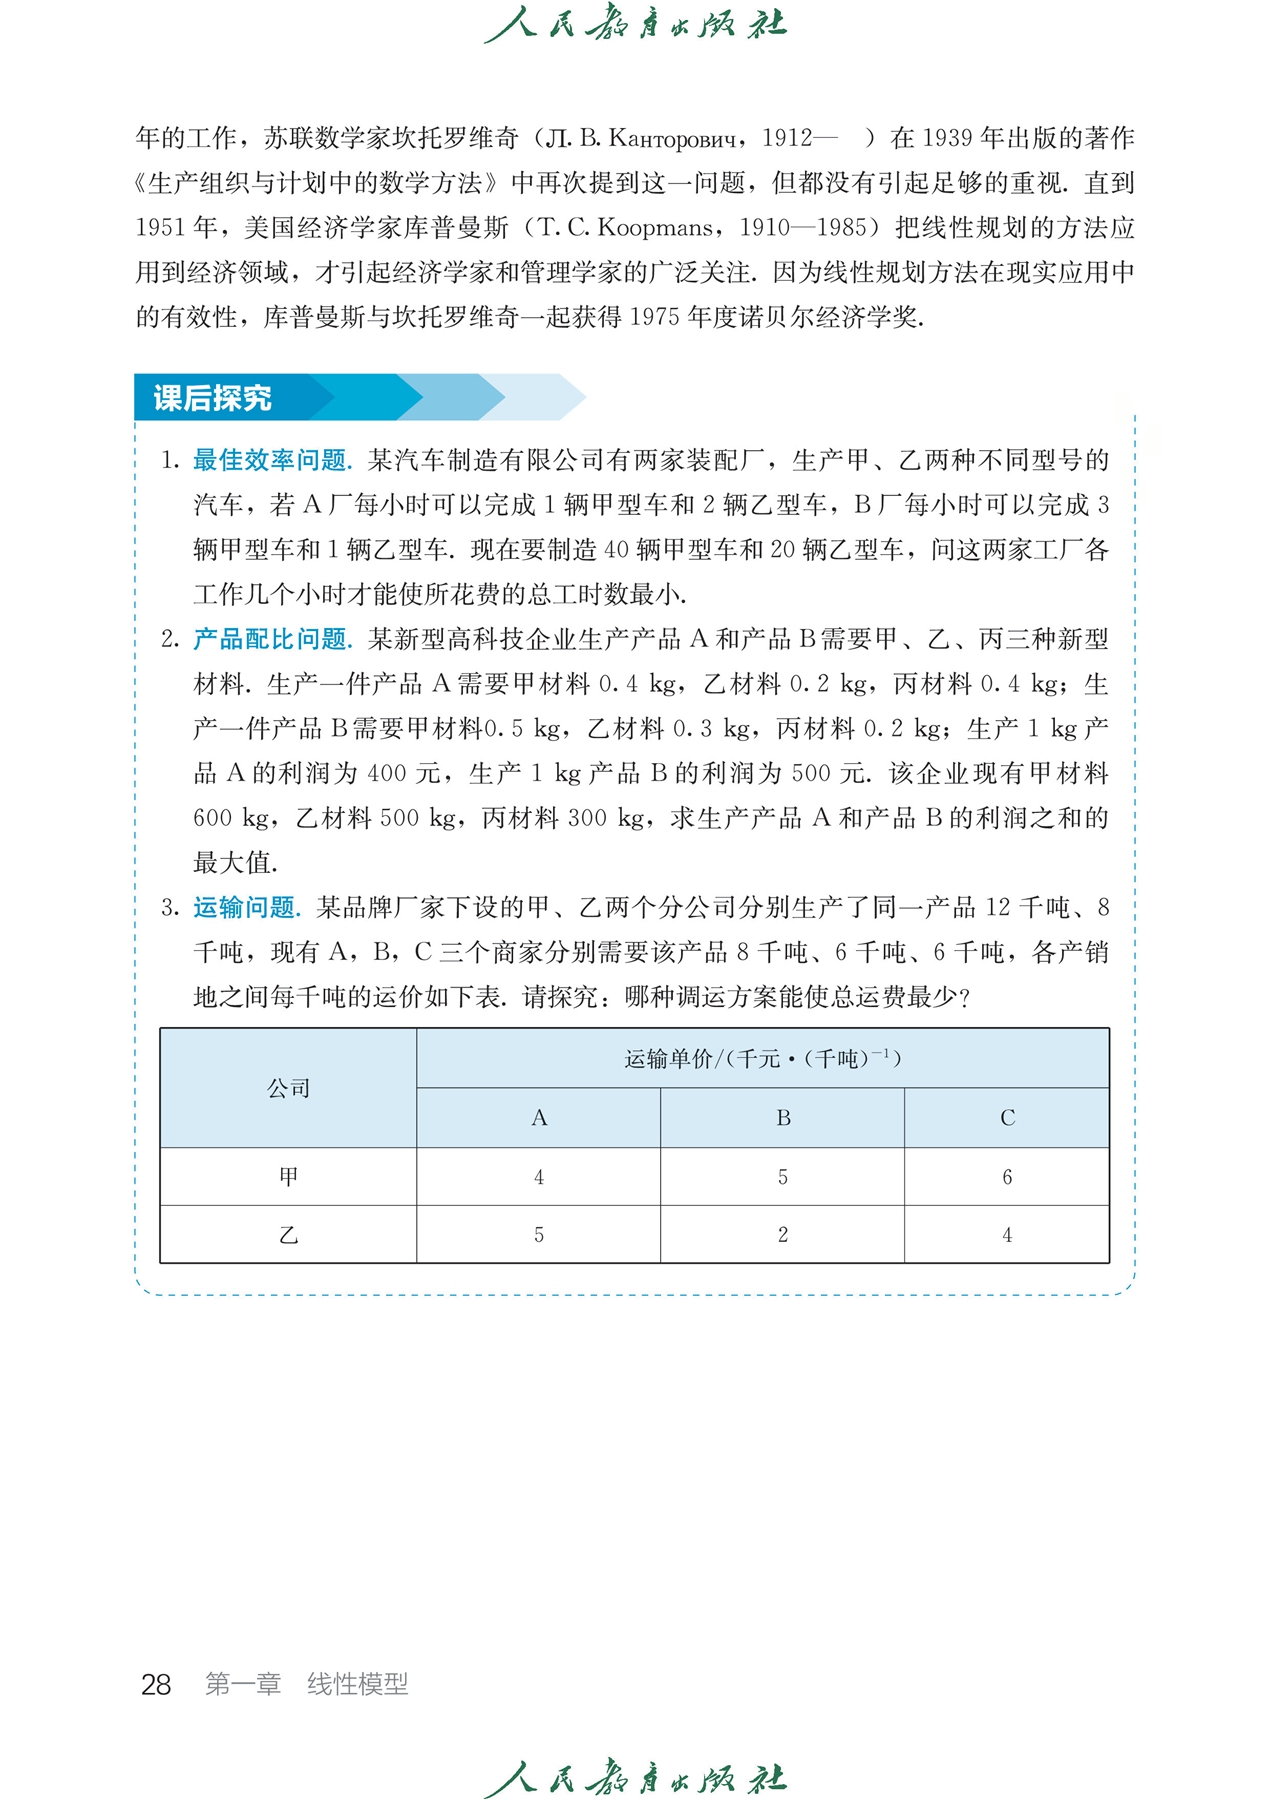 人民教育出版社
年的工作，苏联数学家坎托罗维奇（Л. В. Канторович，1912—　）在 1939 年出版的著作
《生产组织与计划中的数学方法》中再次提到这一问题，但都没有引起足够的重视. 直到
1951 年，美国经济学家库普曼斯（T. C. Koopmans，1910—1985）把线性规划的方法应
用到经济领域，才引起经济学家和管理学家的广泛关注. 因为线性规划方法在现实应用中
的有效性，库普曼斯与坎托罗维奇一起获得 1975 年度诺贝尔经济学奖.
课后探究
1. 最佳效率问题. 某汽车制造有限公司有两家装配厂，生产甲、乙两种不同型号的
汽车，若 A 厂每小时可以完成 1 辆甲型车和 2 辆乙型车，B 厂每小时可以完成 3
辆甲型车和 1 辆乙型车. 现在要制造 40 辆甲型车和 20 辆乙型车，问这两家工厂各
工作几个小时才能使所花费的总工时数最小.
2. 产品配比问题. 某新型高科技企业生产产品 A 和产品 B 需要甲、乙、丙三种新型
材料. 生产一件产品 A 需要甲材料 0.4 kg，乙材料 0.2 kg，丙材料 0.4 kg；生
产一件产品 B 需要甲材料0.5 kg，乙材料 0.3 kg，丙材料 0.2 kg；生产 1 kg 产
品 A 的利润为 400 元，生产 1 kg 产品 B 的利润为 500 元. 该企业现有甲材料
600 kg，乙材料 500 kg，丙材料 300 kg，求生产产品 A 和产品 B 的利润之和的
最大值.
3. 运输问题. 某品牌厂家下设的甲、乙两个分公司分别生产了同一产品 12 千吨、8
千吨，现有 A，B，C 三个商家分别需要该产品 8 千吨、6 千吨、6 千吨，各产销
地之间每千吨的运价如下表. 请探究：哪种调运方案能使总运费最少？
公司 运输单价/(千元·(千吨)⁻¹)
A B C
甲 4 5 6
乙 5 2 4
28 第一章 线性模型
人民教育出版社